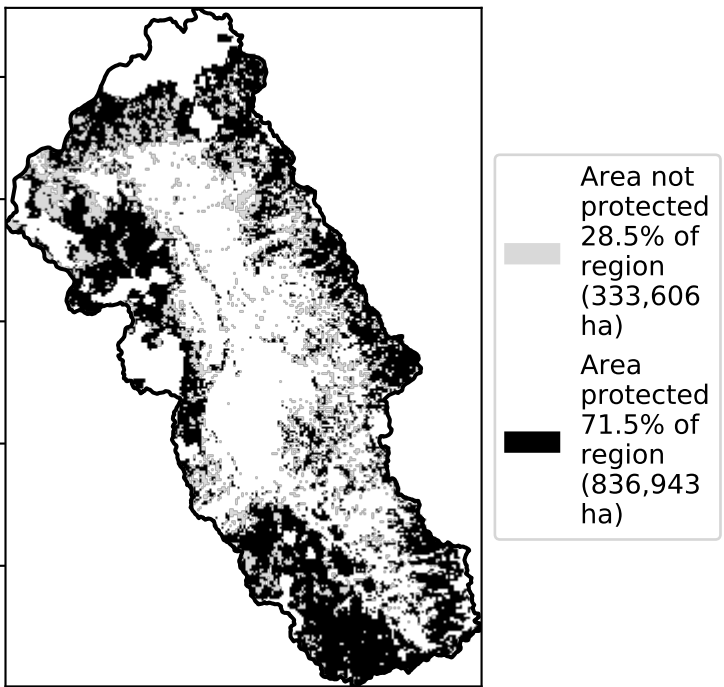 Area not
protected
28.5% of
region
(333,606
ha)
Area
protected
71.5% of
region
(836,943
ha)